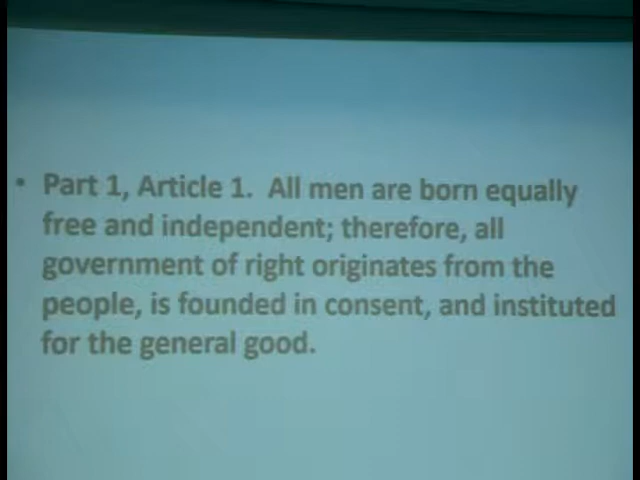 • Part 1, Article 1. All men are born equally
free and independent; therefore, all
government of right originates from the
people, is founded in consent, and instituted
for the general good.